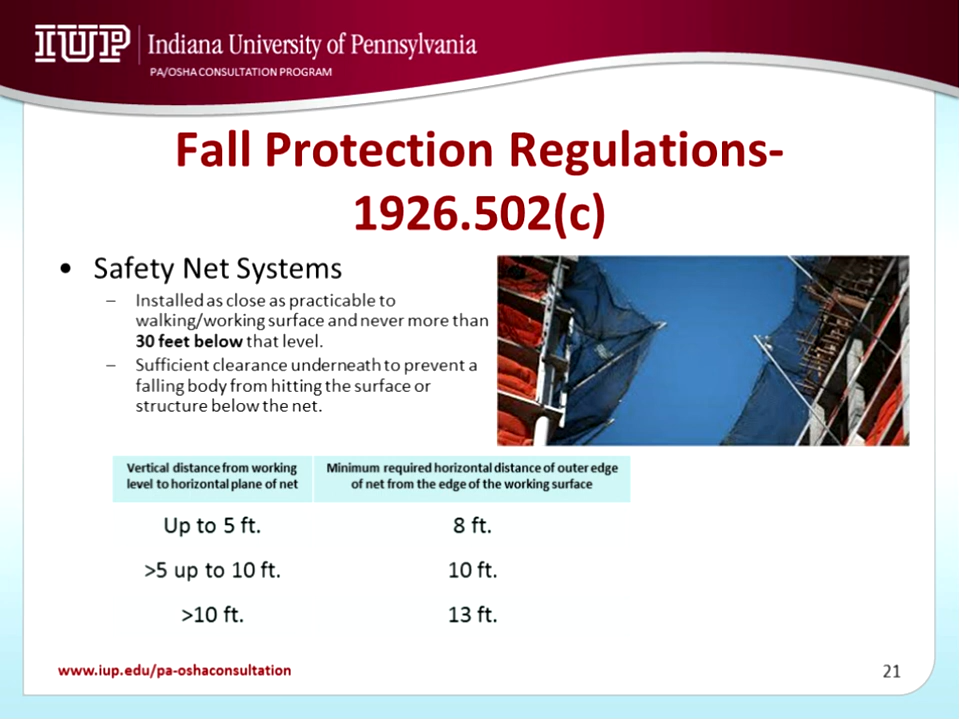 IUP
Indiana University of Pennsylvania
PA/OSHA CONSULTATION PROGRAM
Fall Protection Regulations-
1926.502(c)
• Safety Net Systems
– Installed as close as practicable to
walking/working surface and never more than
30 feet below that level.
– Sufficient clearance underneath to prevent a
falling body from hitting the surface or
structure below the net.
Vertical distance from working
level to horizontal plane of net
Minimum required horizontal distance of outer edge
of net from the edge of the working surface
Up to 5 ft. 8 ft.
>5 up to 10 ft. 10 ft.
>10 ft. 13 ft.
www.iup.edu/pa-oshaconsultation
21